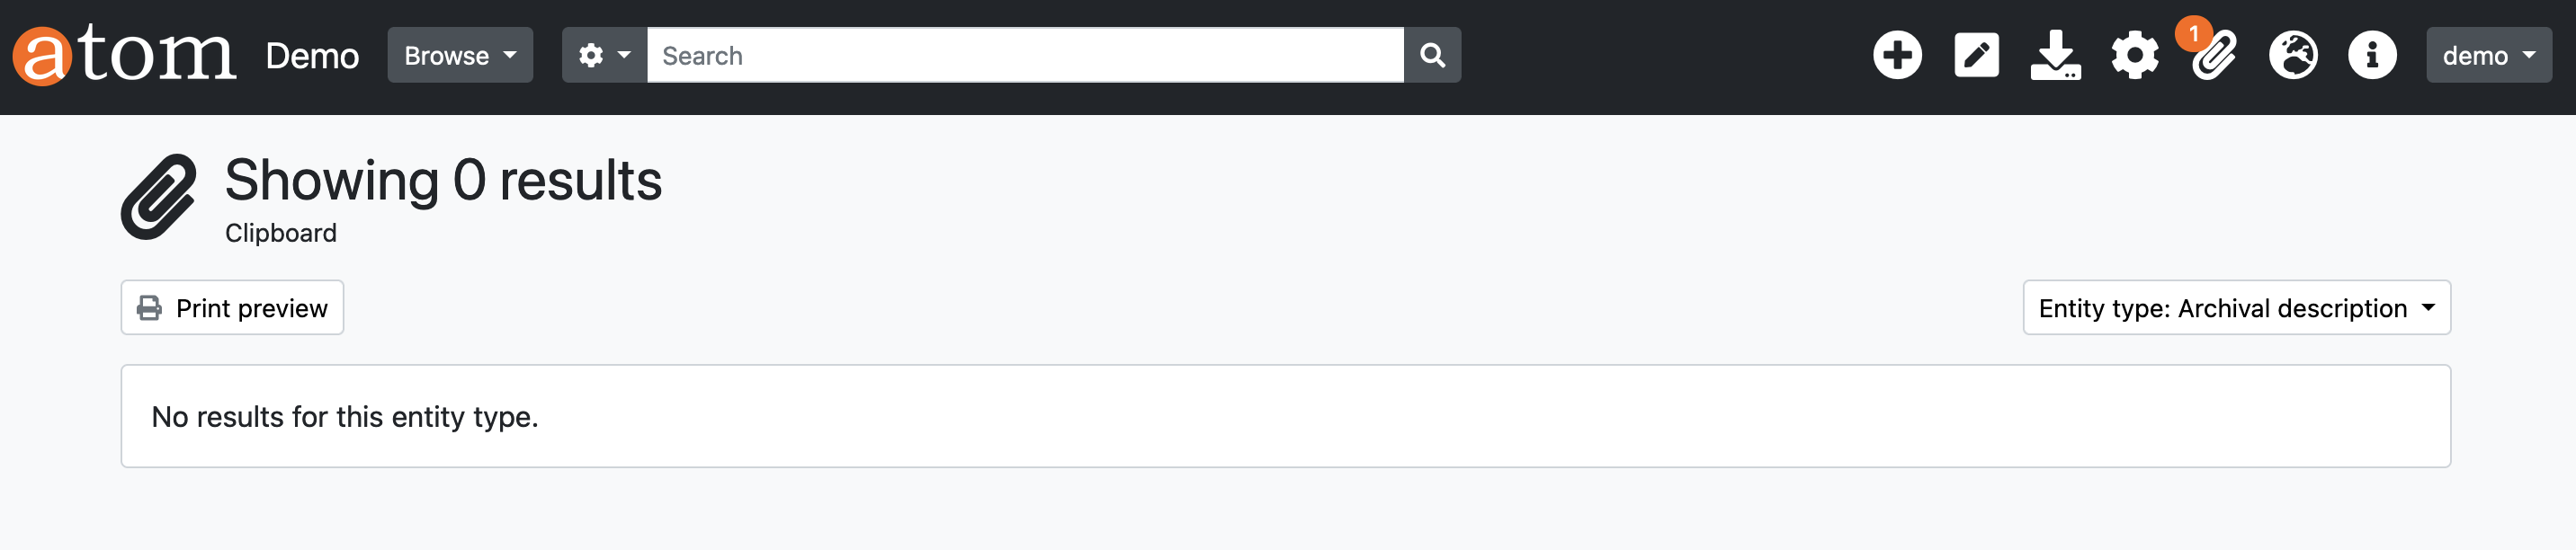 atom Demo Browse Search 1 demo
Showing 0 results
Clipboard
Print preview Entity type: Archival description
No results for this entity type.